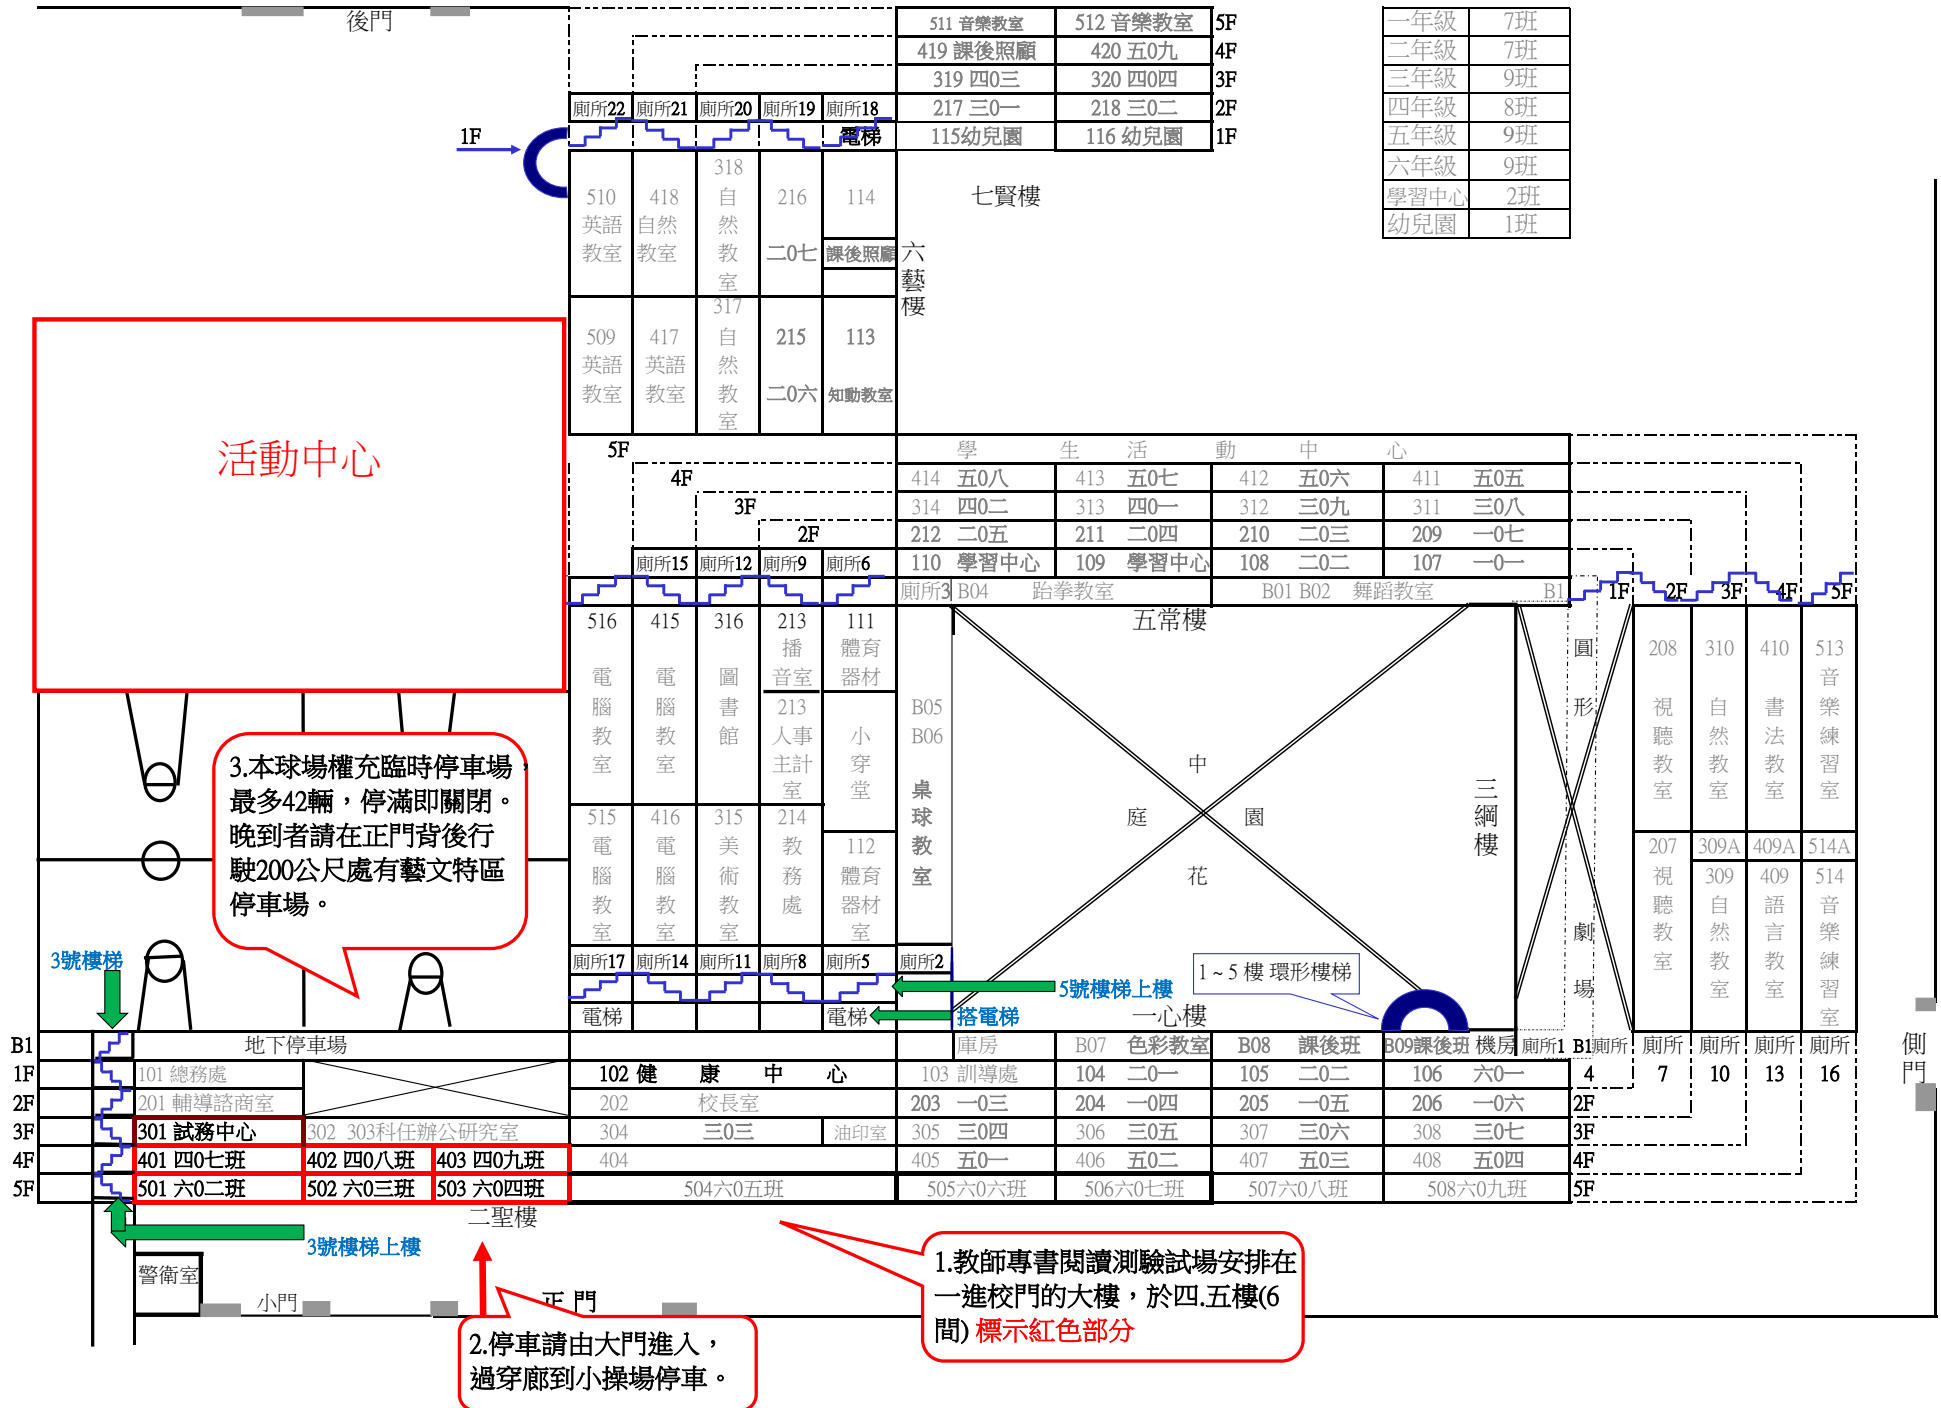 後門
511 音樂教室 512 音樂教室 5F
419 課後照顧 420 五0九 4F
319 四0三 320 四0四 3F
廁所22 廁所21 廁所20 廁所19 廁所18 217 三0一 218 三0二 2F
1F 電梯 115幼兒園 116 幼兒園 1F
一年級 7班
二年級 7班
三年級 9班
四年級 8班
五年級 9班
六年級 9班
學習中心 2班
幼兒園 1班
七賢樓
六藝樓
510 英語教室
418 自然教室
318 自然教室
216 二0七
114 課後照顧
509 英語教室
417 英語教室
317 自然教室
215 二0六
113 知動教室
活動中心
5F 學生活動中心
4F 414 五0八 413 五0七 412 五0六 411 五0五
3F 314 四0二 313 四0一 312 三0九 311 三0八
2F 212 二0五 211 二0四 210 二0三 209 一0七
廁所15 廁所12 廁所9 廁所6 110 學習中心 109 學習中心 108 二0二 107 一0一
廁所3 B04 跆拳教室 B01 B02 舞蹈教室 B1 1F 2F 3F 4F 5F
五常樓
516 電腦教室
415 電腦教室
316 圖書館
213 播音室
213 人事主計室
111 體育器材
小穿堂
B05
B06
桌球教室
515 電腦教室
416 電腦教室
315 美術教室
214 教務處
112 體育器材室
中庭花園
三綱樓
圓形劇場
208 視聽教室
310 自然教室
410 書法教室
513 音樂練習室
207 視聽教室
309A
309 自然教室
409A
409 語言教室
514A
514 音樂練習室
3.本球場權充臨時停車場，
最多42輛，停滿即關閉。
晚到者請在正門背後行
駛200公尺處有藝文特區
停車場。
3號樓梯
廁所17 廁所14 廁所11 廁所8 廁所5 廁所2
5號樓梯上樓
1 ~ 5 樓 環形樓梯
電梯 電梯 搭電梯 一心樓
B1 地下停車場 庫房 B07 色彩教室 B08 課後班 B09課後班 機房 廁所1 B1廁所 廁所 廁所 廁所 廁所
1F 101 總務處 102 健康中心 103 訓導處 104 二0一 105 二0二 106 六0一 4 7 10 13 16
2F 201 輔導諮商室 202 校長室 203 一0三 204 一0四 205 一0五 206 一0六 2F
3F 301 試務中心 302 303科任辦公研究室 304 三0三 油印室 305 三0四 306 三0五 307 三0六 308 三0七 3F
4F 401 四0七班 402 四0八班 403 四0九班 404 405 五0一 406 五0二 407 五0三 408 五0四 4F
5F 501 六0二班 502 六0三班 503 六0四班 504六0五班 505六0六班 506六0七班 507六0八班 508六0九班 5F
側門
二聖樓
3號樓梯上樓
警衛室
小門
正門
1.教師專書閱讀測驗試場安排在
一進校門的大樓，於四.五樓(6
間) 標示紅色部分
2.停車請由大門進入，
過穿廊到小操場停車。